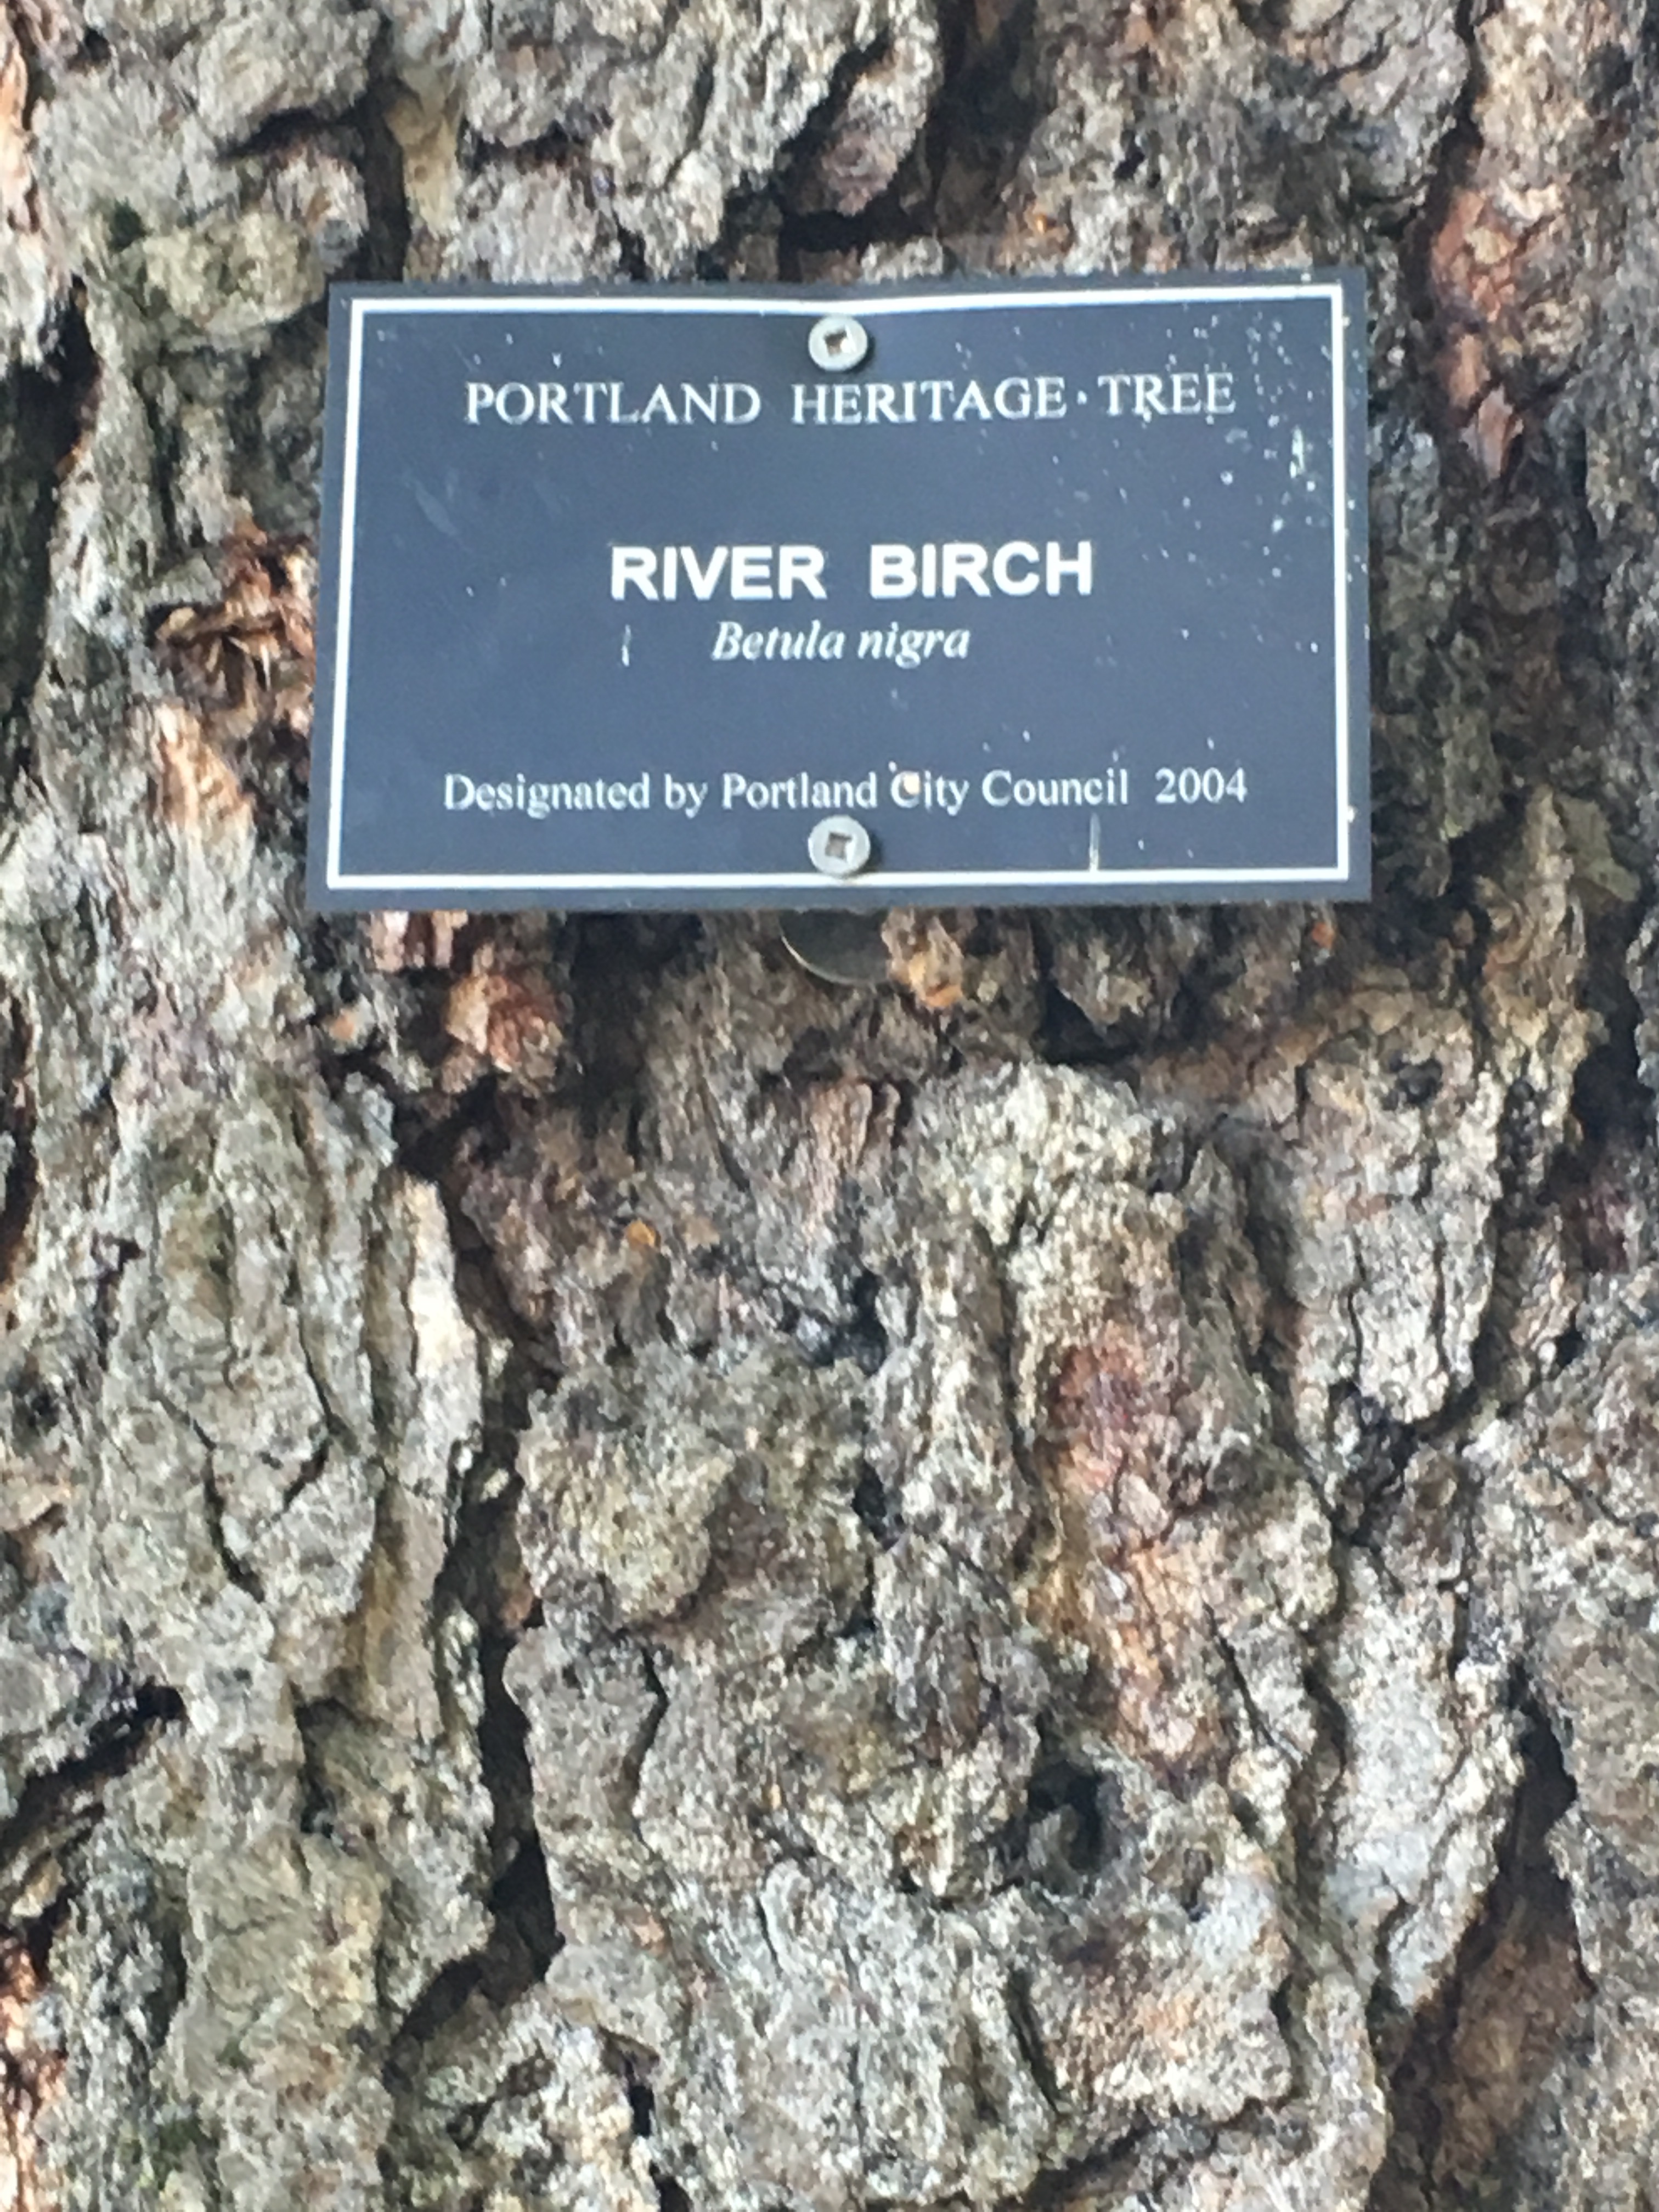 PORTLAND HERITAGE TREE
RIVER BIRCH
Betula nigra
Designated by Portland City Council 2004